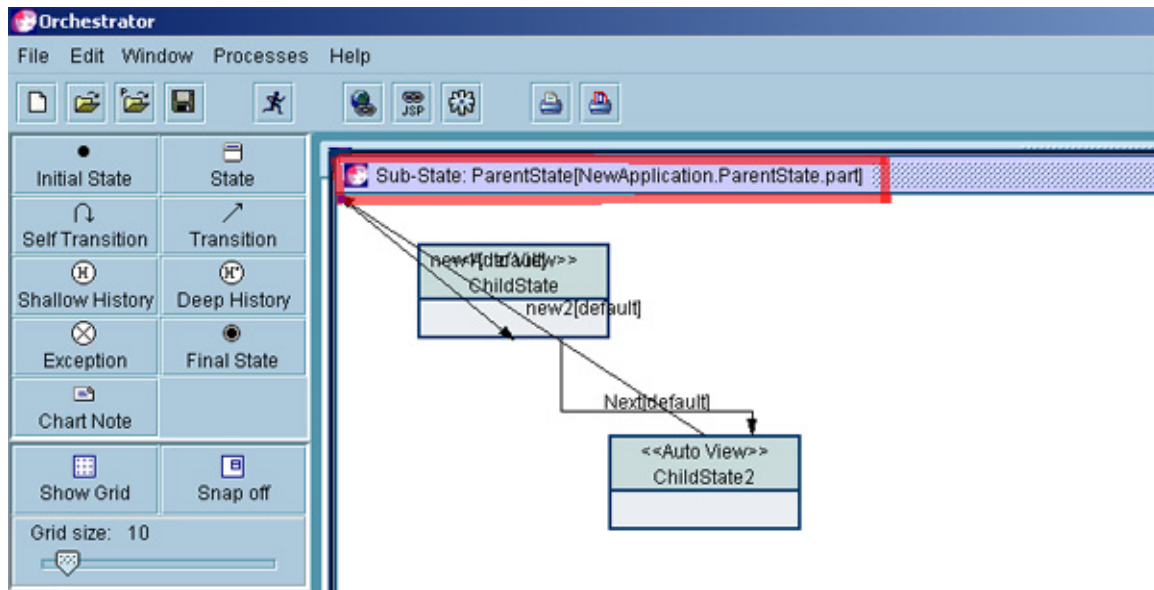 Orchestrator
File Edit Window Processes Help
JSP
Initial State
State
Self Transition
Transition
Shallow History
Deep History
Exception
Final State
Chart Note
Show Grid
Snap off
Grid size: 10
Sub-State: ParentState[NewApplication.ParentState.part]
ChildState
new2[default]
Next[default]
<<Auto View>>
ChildState2